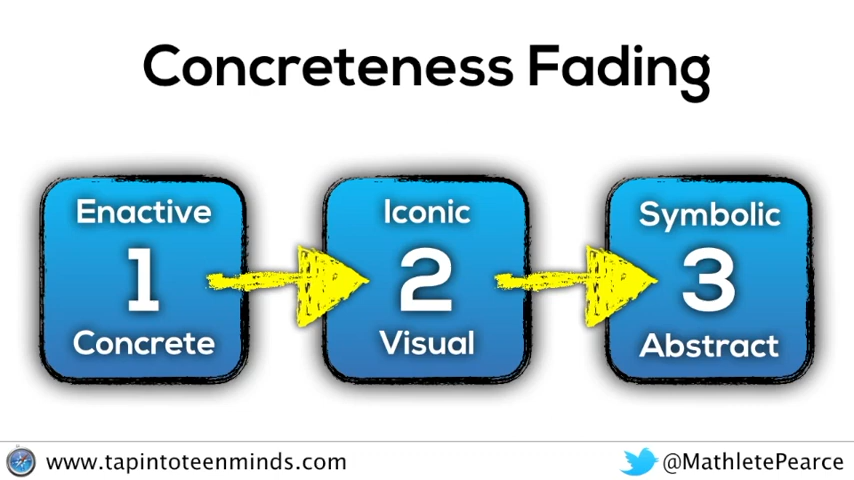 Concreteness Fading
Enactive
1
Concrete
Iconic
2
Visual
Symbolic
3
Abstract
www.tapintoteenminds.com
@MathletePearce